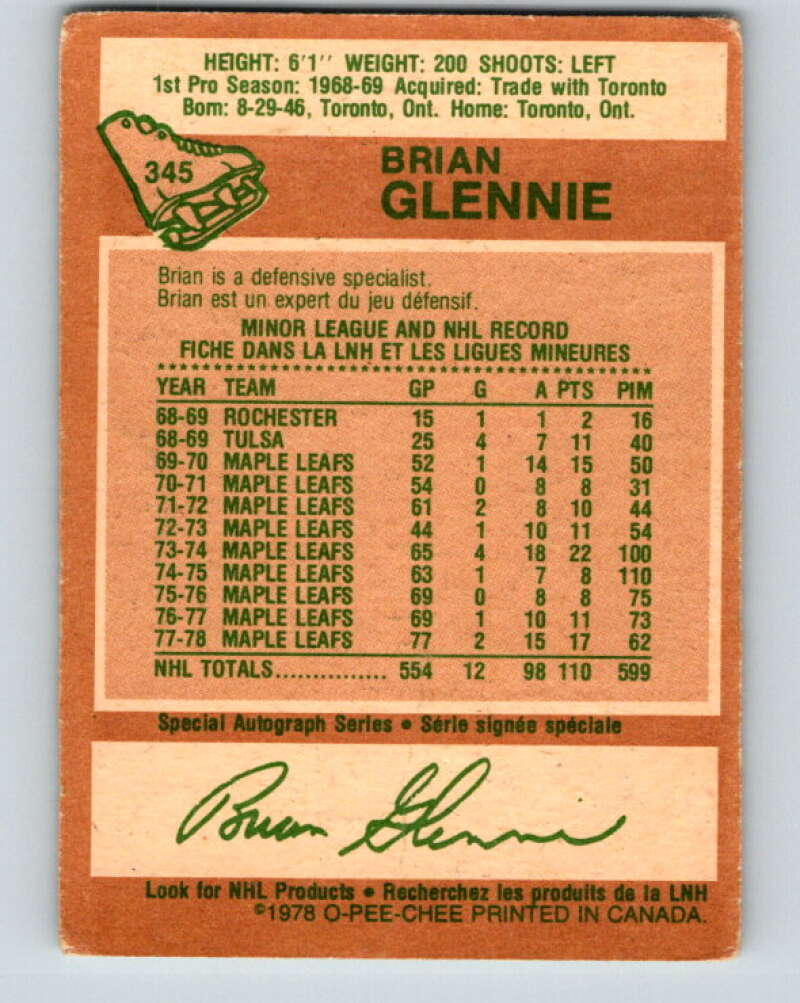 HEIGHT: 6'1'' WEIGHT: 200 SHOOTS: LEFT
1st Pro Season: 1968-69 Acquired: Trade with Toronto
Born: 8-29-46, Toronto, Ont. Home: Toronto, Ont.
345
BRIAN
GLENNIE
Brian is a defensive specialist.
Brian est un expert du jeu défensif.
MINOR LEAGUE AND NHL RECORD
FICHE DANS LA LNH ET LES LIGUES MINEURES
YEAR TEAM GP G A PTS PIM
68-69 ROCHESTER 15 1 1 2 16
68-69 TULSA 25 4 7 11 40
69-70 MAPLE LEAFS 52 1 14 15 50
70-71 MAPLE LEAFS 54 0 8 8 31
71-72 MAPLE LEAFS 61 2 8 10 44
72-73 MAPLE LEAFS 44 1 10 11 54
73-74 MAPLE LEAFS 65 4 18 22 100
74-75 MAPLE LEAFS 63 1 7 8 110
75-76 MAPLE LEAFS 69 0 8 8 75
76-77 MAPLE LEAFS 69 1 10 11 73
77-78 MAPLE LEAFS 77 2 15 17 62
NHL TOTALS............... 554 12 98 110 599
Special Autograph Series • Série signée spéciale
Brian Glennie
Look for NHL Products • Recherchez les produits de la LNH
©1978 O-PEE-CHEE PRINTED IN CANADA.